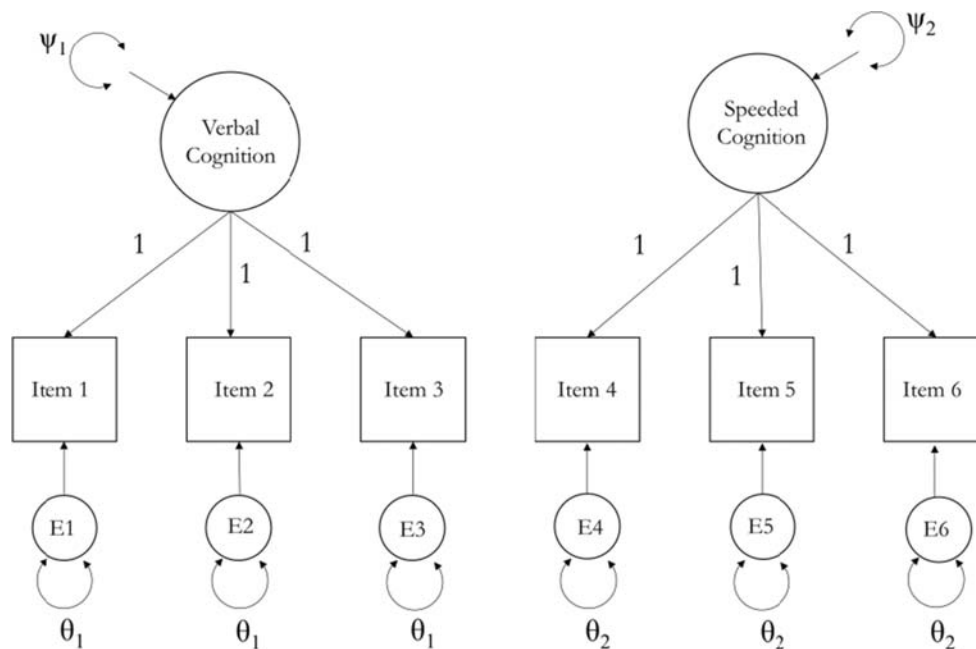 ψ1
ψ2
Verbal
Cognition
Speeded
Cognition
1 1 1 1 1 1
Item 1 Item 2 Item 3 Item 4 Item 5 Item 6
E1 E2 E3 E4 E5 E6
θ1 θ1 θ1 θ2 θ2 θ2